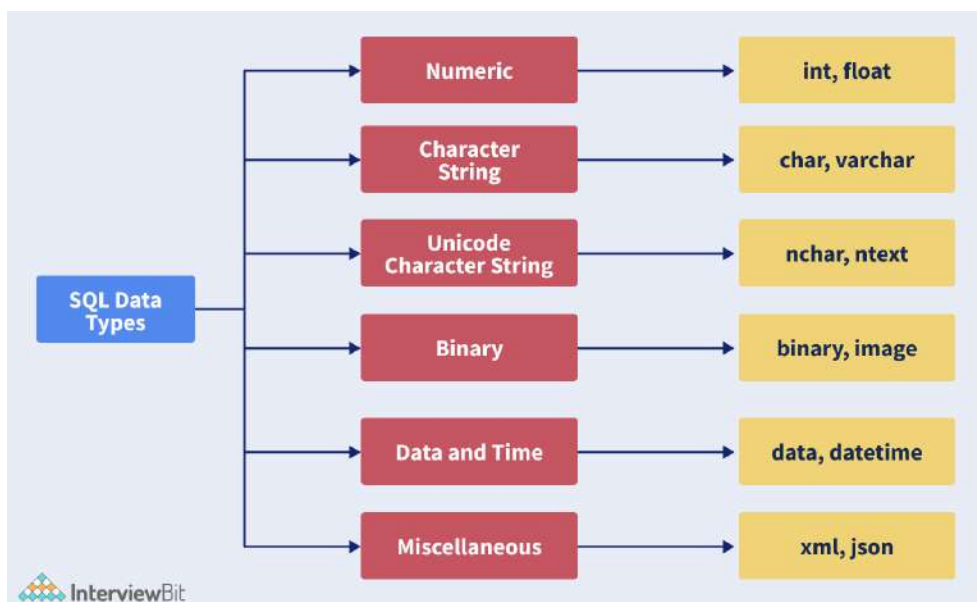 Numeric
int, float
Character
String
char, varchar
Unicode
Character String
nchar, ntext
SQL Data
Types
Binary
binary, image
Data and Time
data, datetime
Miscellaneous
xml, json
InterviewBit